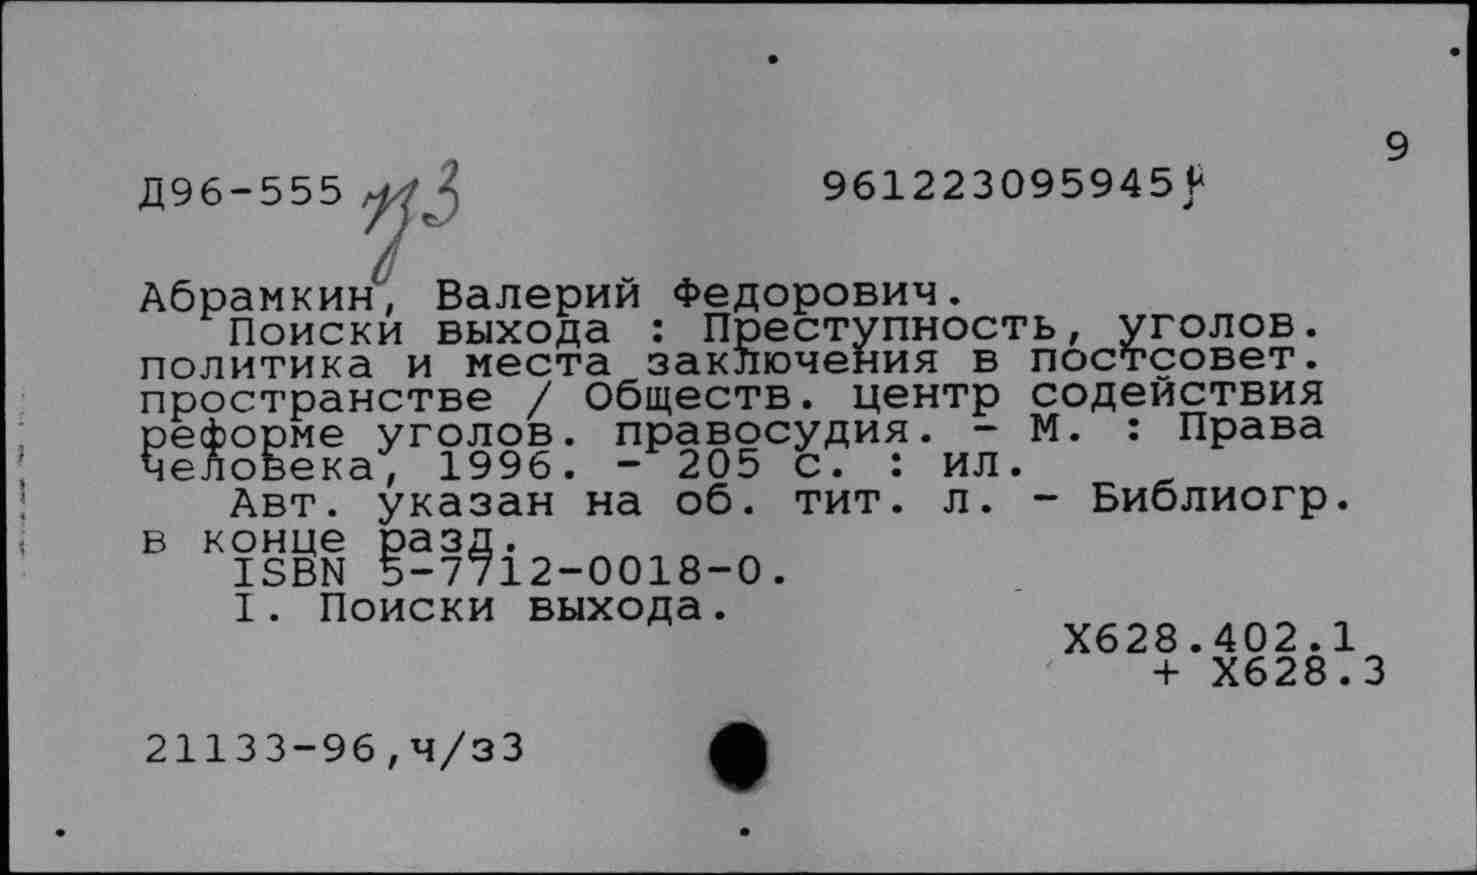 9
Д96-555 ч/з3 961223095945
Абрамкин, Валерий Федорович.
Поиски выхода : Преступность, уголов.
политика и места заключения в постсовет.
пространстве / Обществ. центр содействия
реформе уголов. правосудия. - М. : Права
человека, 1996. - 205 с. : ил.
Авт. указан на об. тит. л. - Библиогр.
в конце разд.
ISBN 5-7712-0018-0.
I. Поиски выхода.
Х628.402.1
+ Х628.3
21133-96,ч/з3